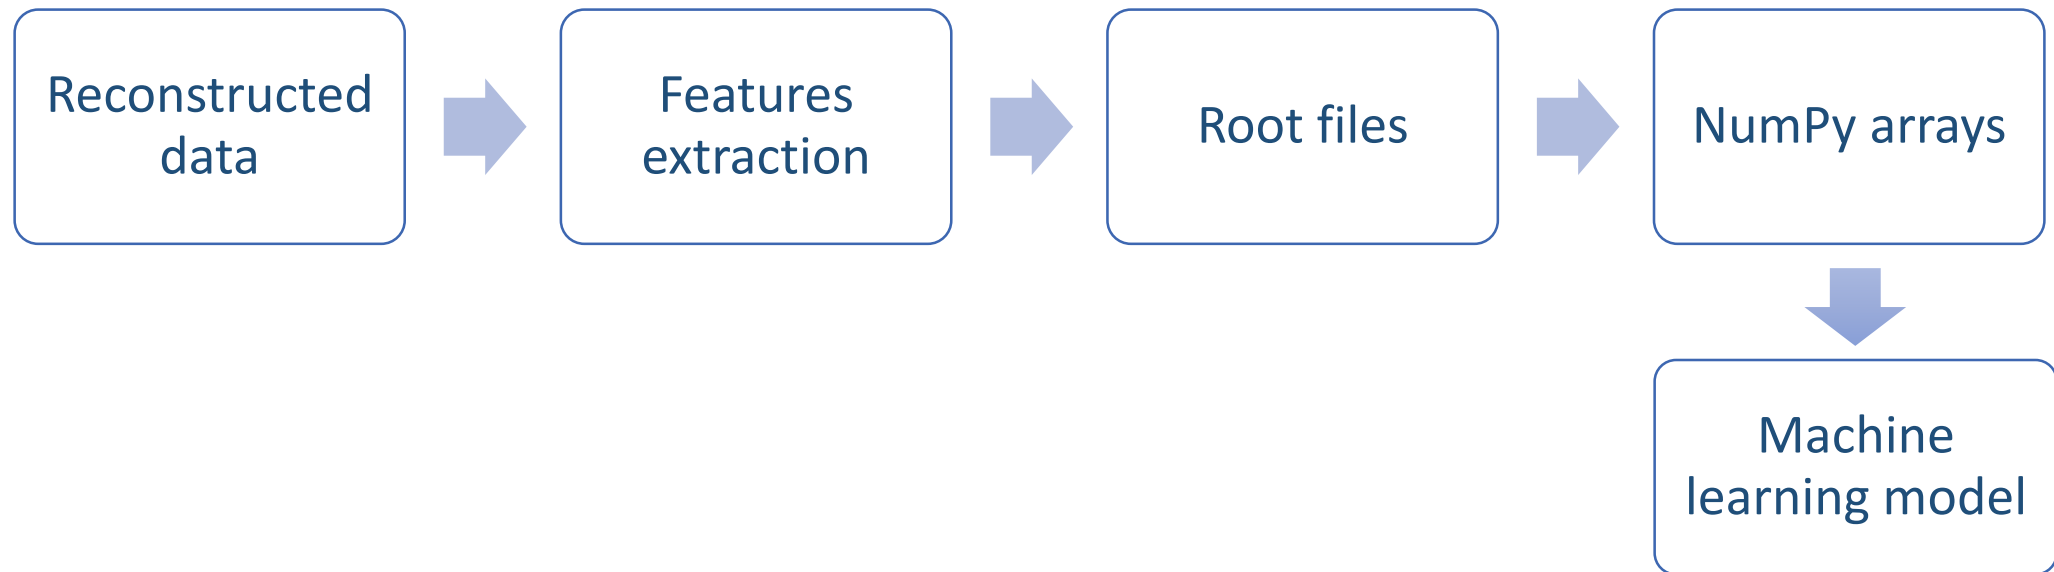 Reconstructed
data
Features
extraction
Root files
NumPy arrays
Machine
learning model